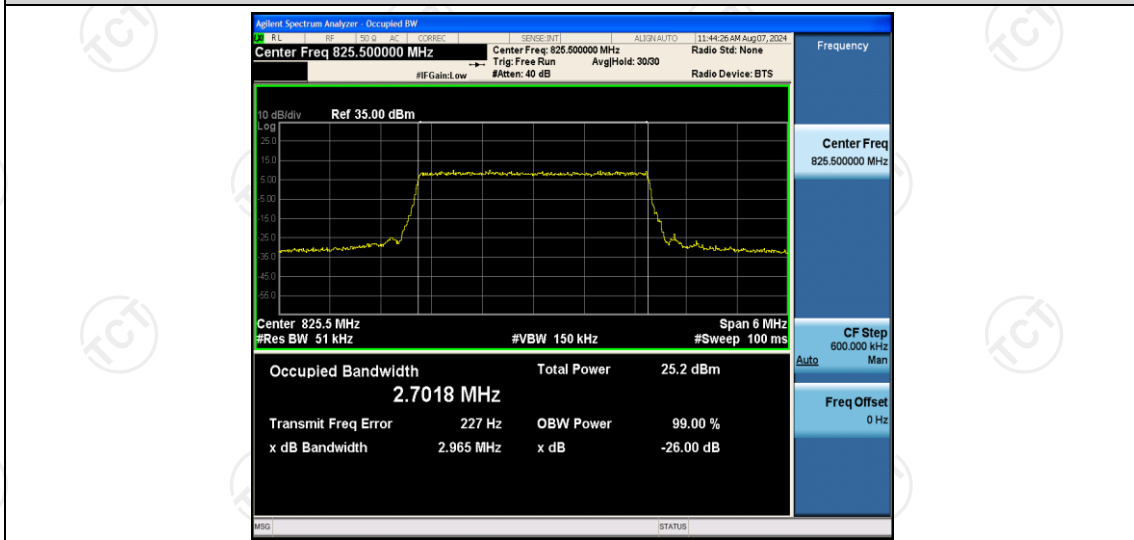 Agilent Spectrum Analyzer - Occupied BW
LXI RL RF 50 Ω AC CORREC SENSE:INT ALIGN AUTO 11:44:26 AM Aug 07, 2024
Center Freq 825.500000 MHz Center Freq: 825.500000 MHz Radio Std: None
Trig: Free Run Avg|Hold: 30/30
#IFGain:Low #Atten: 40 dB Radio Device: BTS
10 dB/div Ref 35.00 dBm
Log
25.0
15.0
5.00
-5.00
-15.0
-25.0
-35.0
-45.0
-55.0
Center 825.5 MHz Span 6 MHz
#Res BW 51 kHz #VBW 150 kHz #Sweep 100 ms
Occupied Bandwidth Total Power 25.2 dBm
2.7018 MHz
Transmit Freq Error 227 Hz OBW Power 99.00 %
x dB Bandwidth 2.965 MHz x dB -26.00 dB
MSG STATUS
Frequency
Center Freq
825.500000 MHz
CF Step
600.000 kHz
Auto Man
Freq Offset
0 Hz
TCT
TCT
TCT
TCT